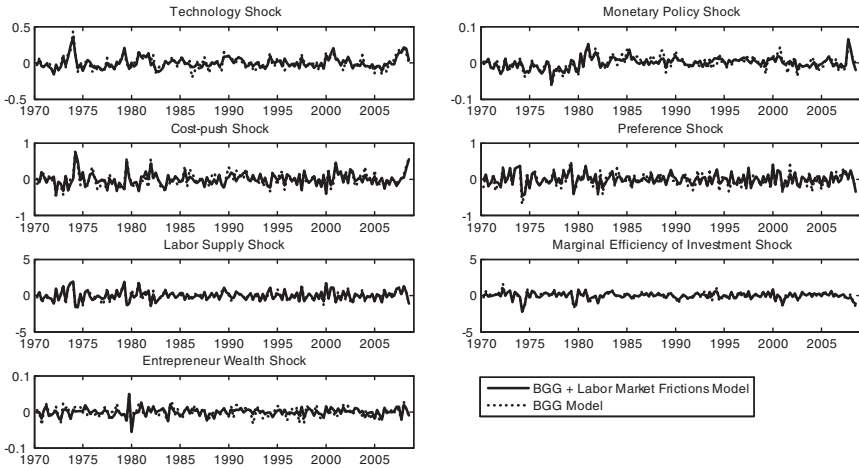 Technology Shock
0.5
0
-0.5
1970 1975 1980 1985 1990 1995 2000 2005
Monetary Policy Shock
0.1
0
-0.1
1970 1975 1980 1985 1990 1995 2000 2005
Cost-push Shock
1
0
-1
1970 1975 1980 1985 1990 1995 2000 2005
Preference Shock
1
0
-1
1970 1975 1980 1985 1990 1995 2000 2005
Labor Supply Shock
5
0
-5
1970 1975 1980 1985 1990 1995 2000 2005
Marginal Efficiency of Investment Shock
5
0
-5
1970 1975 1980 1985 1990 1995 2000 2005
Entrepreneur Wealth Shock
0.1
0
-0.1
1970 1975 1980 1985 1990 1995 2000 2005
BGG + Labor Market Frictions Model
BGG Model